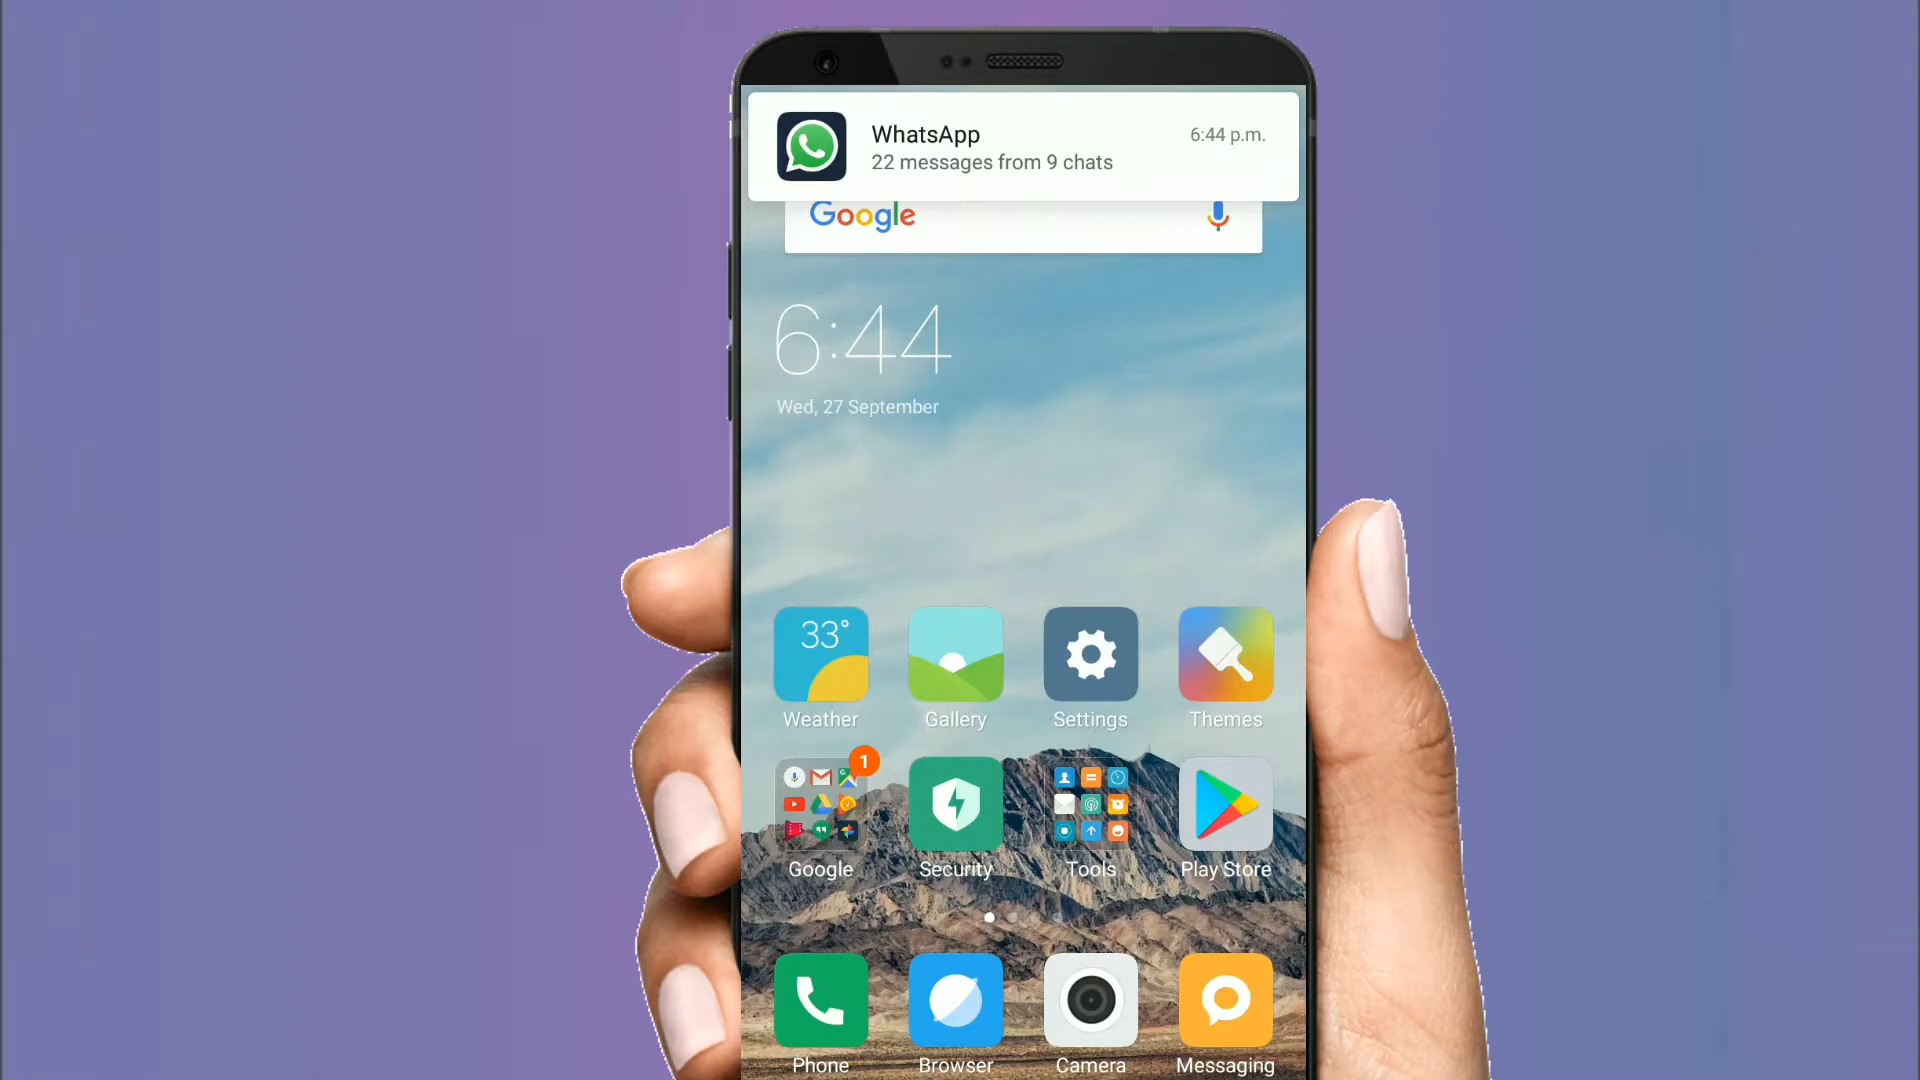 WhatsApp
6:44 p.m.
22 messages from 9 chats
Google
6:44
Wed, 27 September
33°
Weather
Gallery
Settings
Themes
1
Google
Security
Tools
Play Store
Phone
Browser
Camera
Messaging